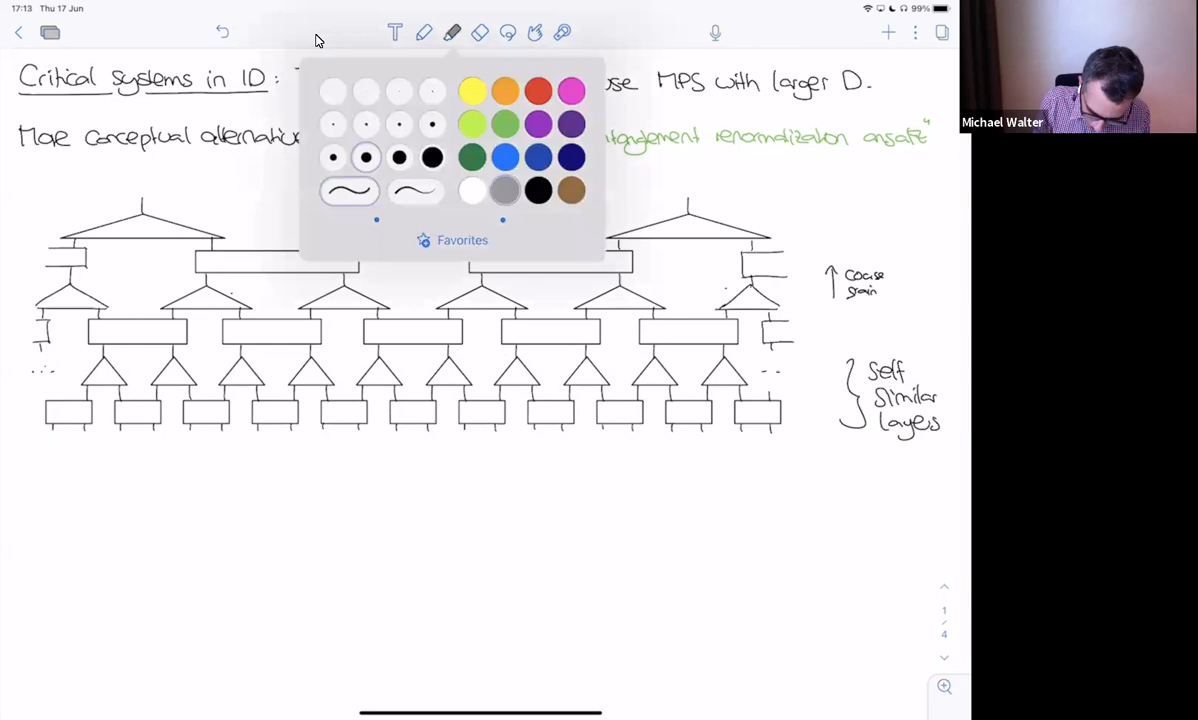 17:13 Thu 17 Jun
99%
Critical systems in 1D: use MPS with larger D.
More conceptual alternative entanglement renormalization ansatz"
Favorites
↑ coarse
grain
self
similar
layers
1
/
4
Michael Walter